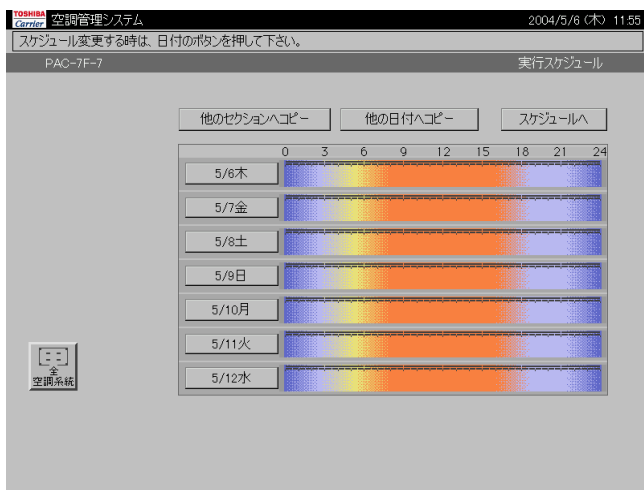 TOSHIBA
Carrier 空調管理システム 2004/5/6 (木) 11:55
スケジュール変更する時は、日付のボタンを押して下さい。
PAC-7F-7 実行スケジュール
他のセクションへコピー 他の日付へコピー スケジュールへ
0 3 6 9 12 15 18 21 24
5/6木
5/7金
5/8土
5/9日
5/10月
5/11火
5/12水
全
空調系統